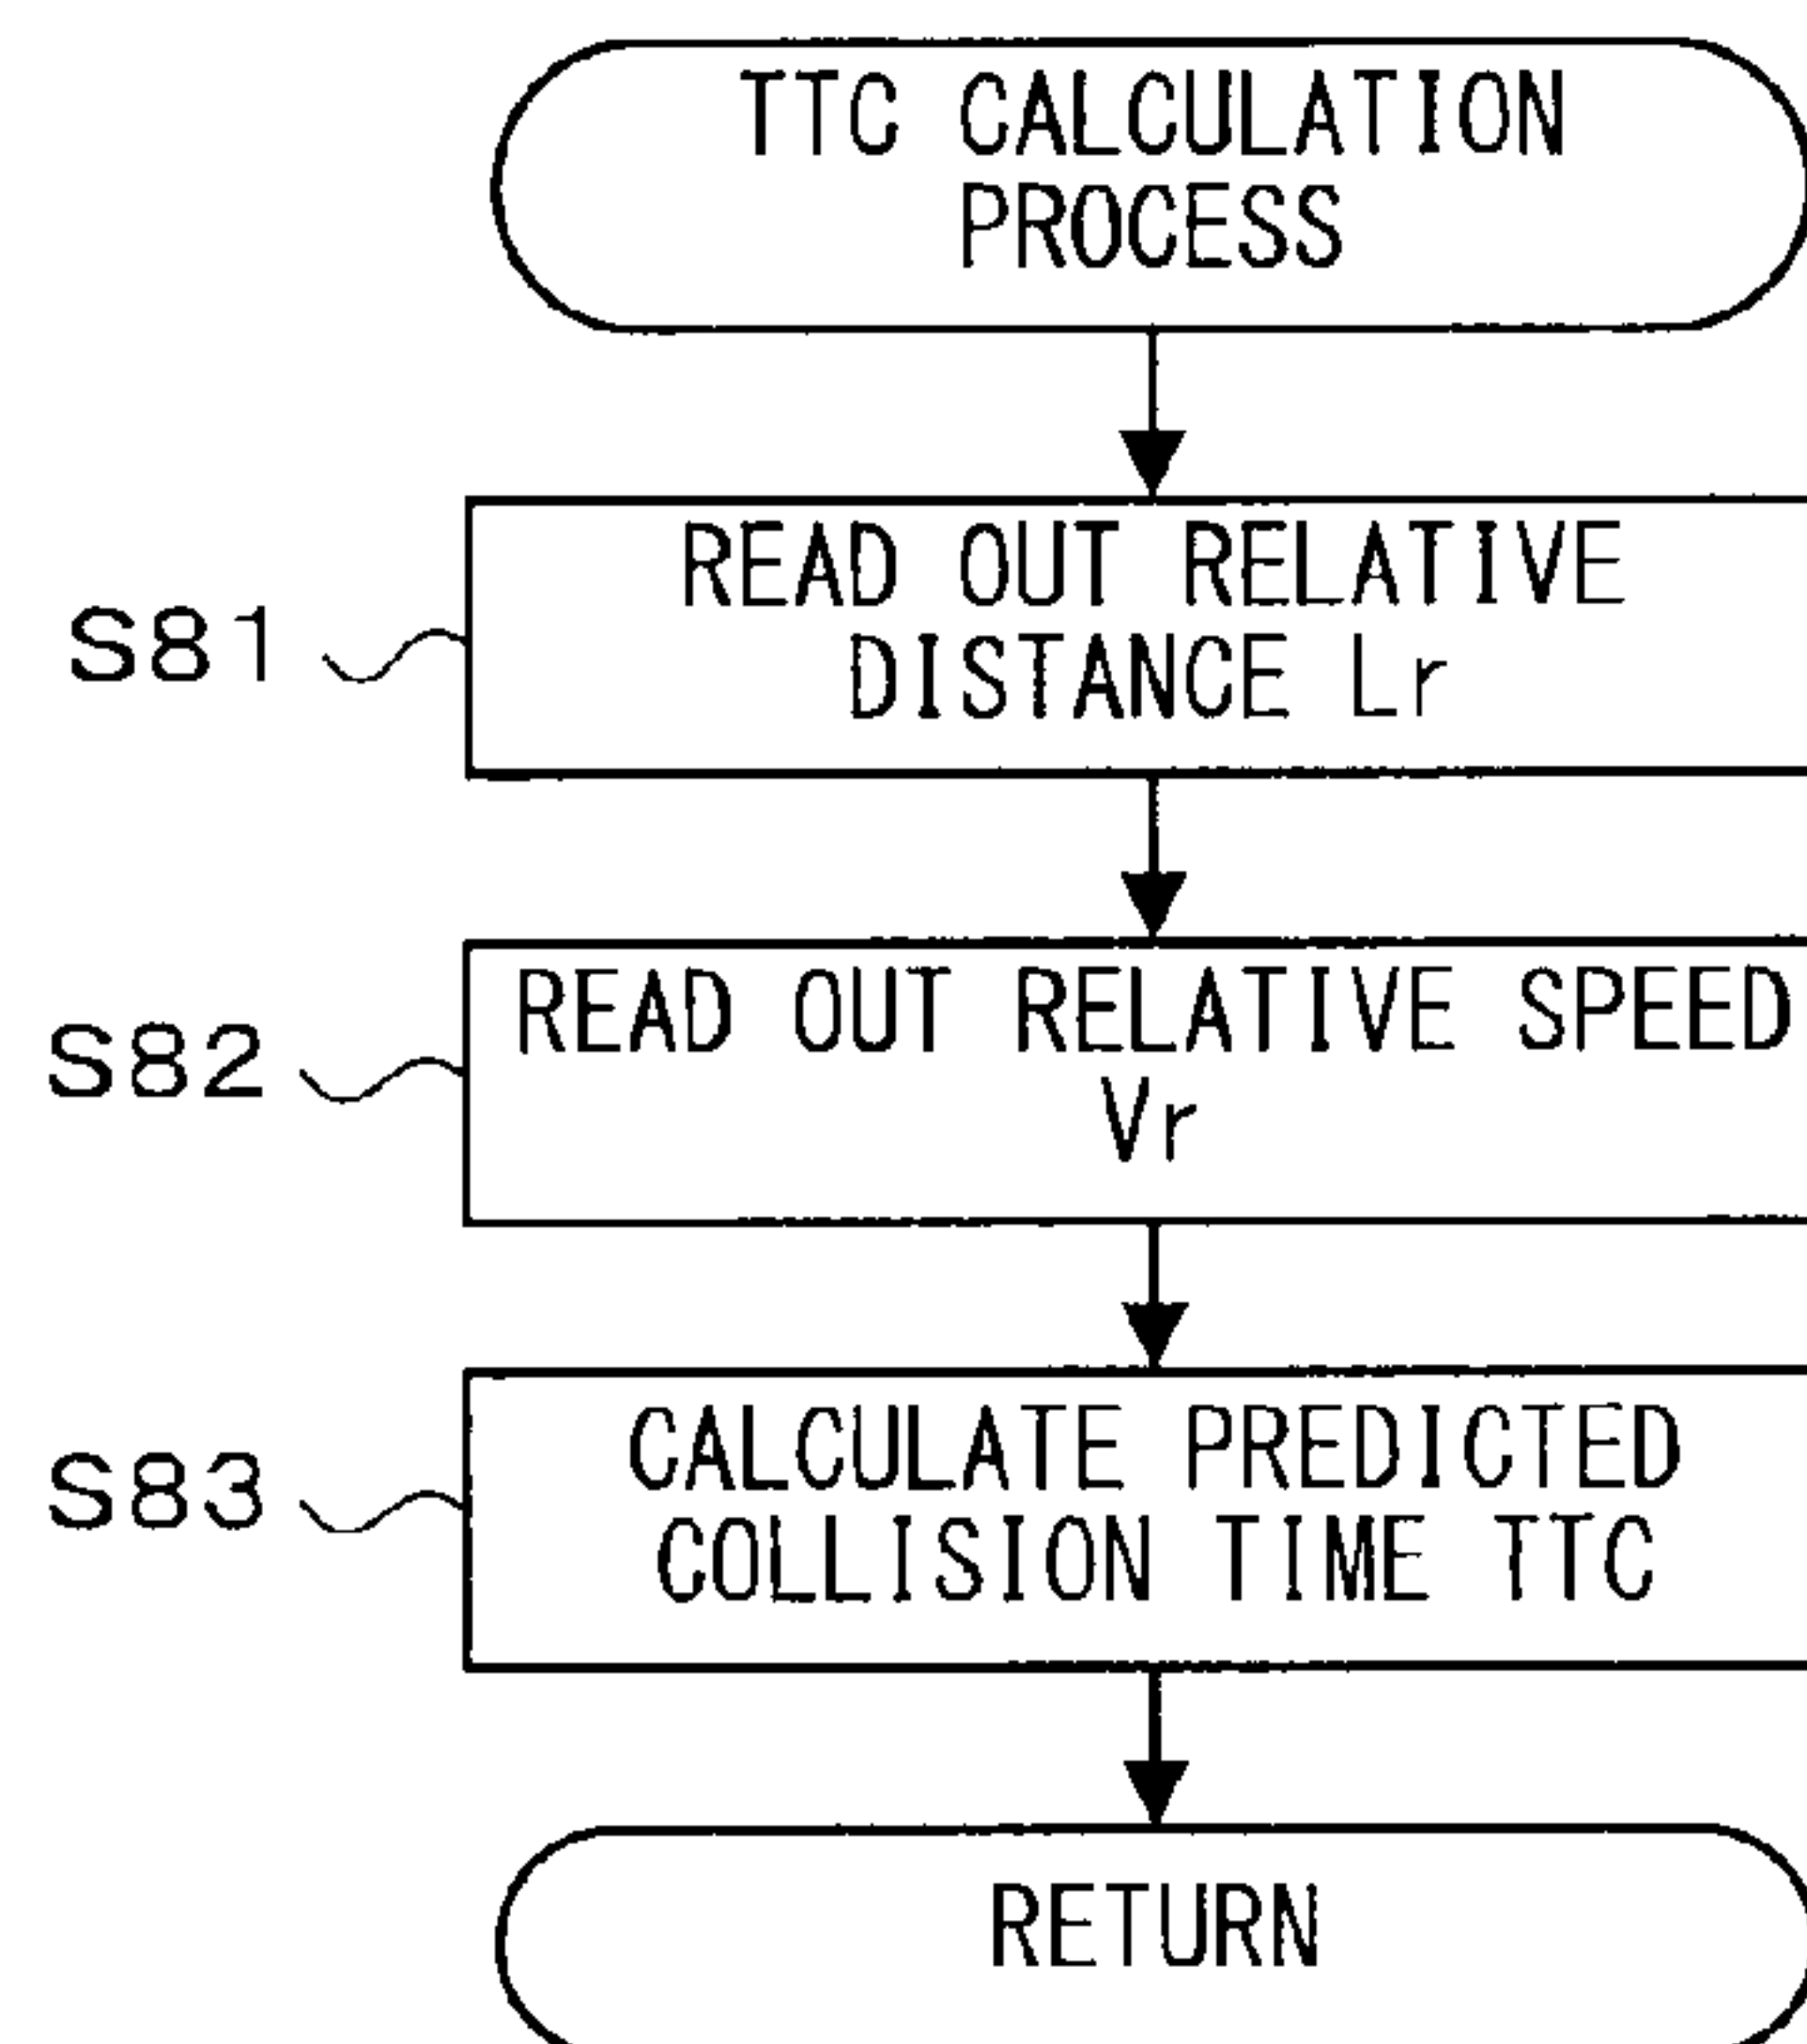 TTC CALCULATION
PROCESS
S81
READ OUT RELATIVE
DISTANCE Lr
S82
READ OUT RELATIVE SPEED
Vr
S83
CALCULATE PREDICTED
COLLISION TIME TTC
RETURN